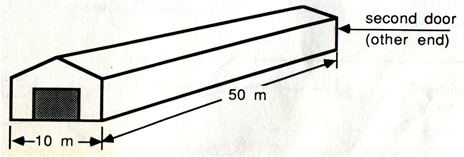 second door
(other end)
50 m
10 m